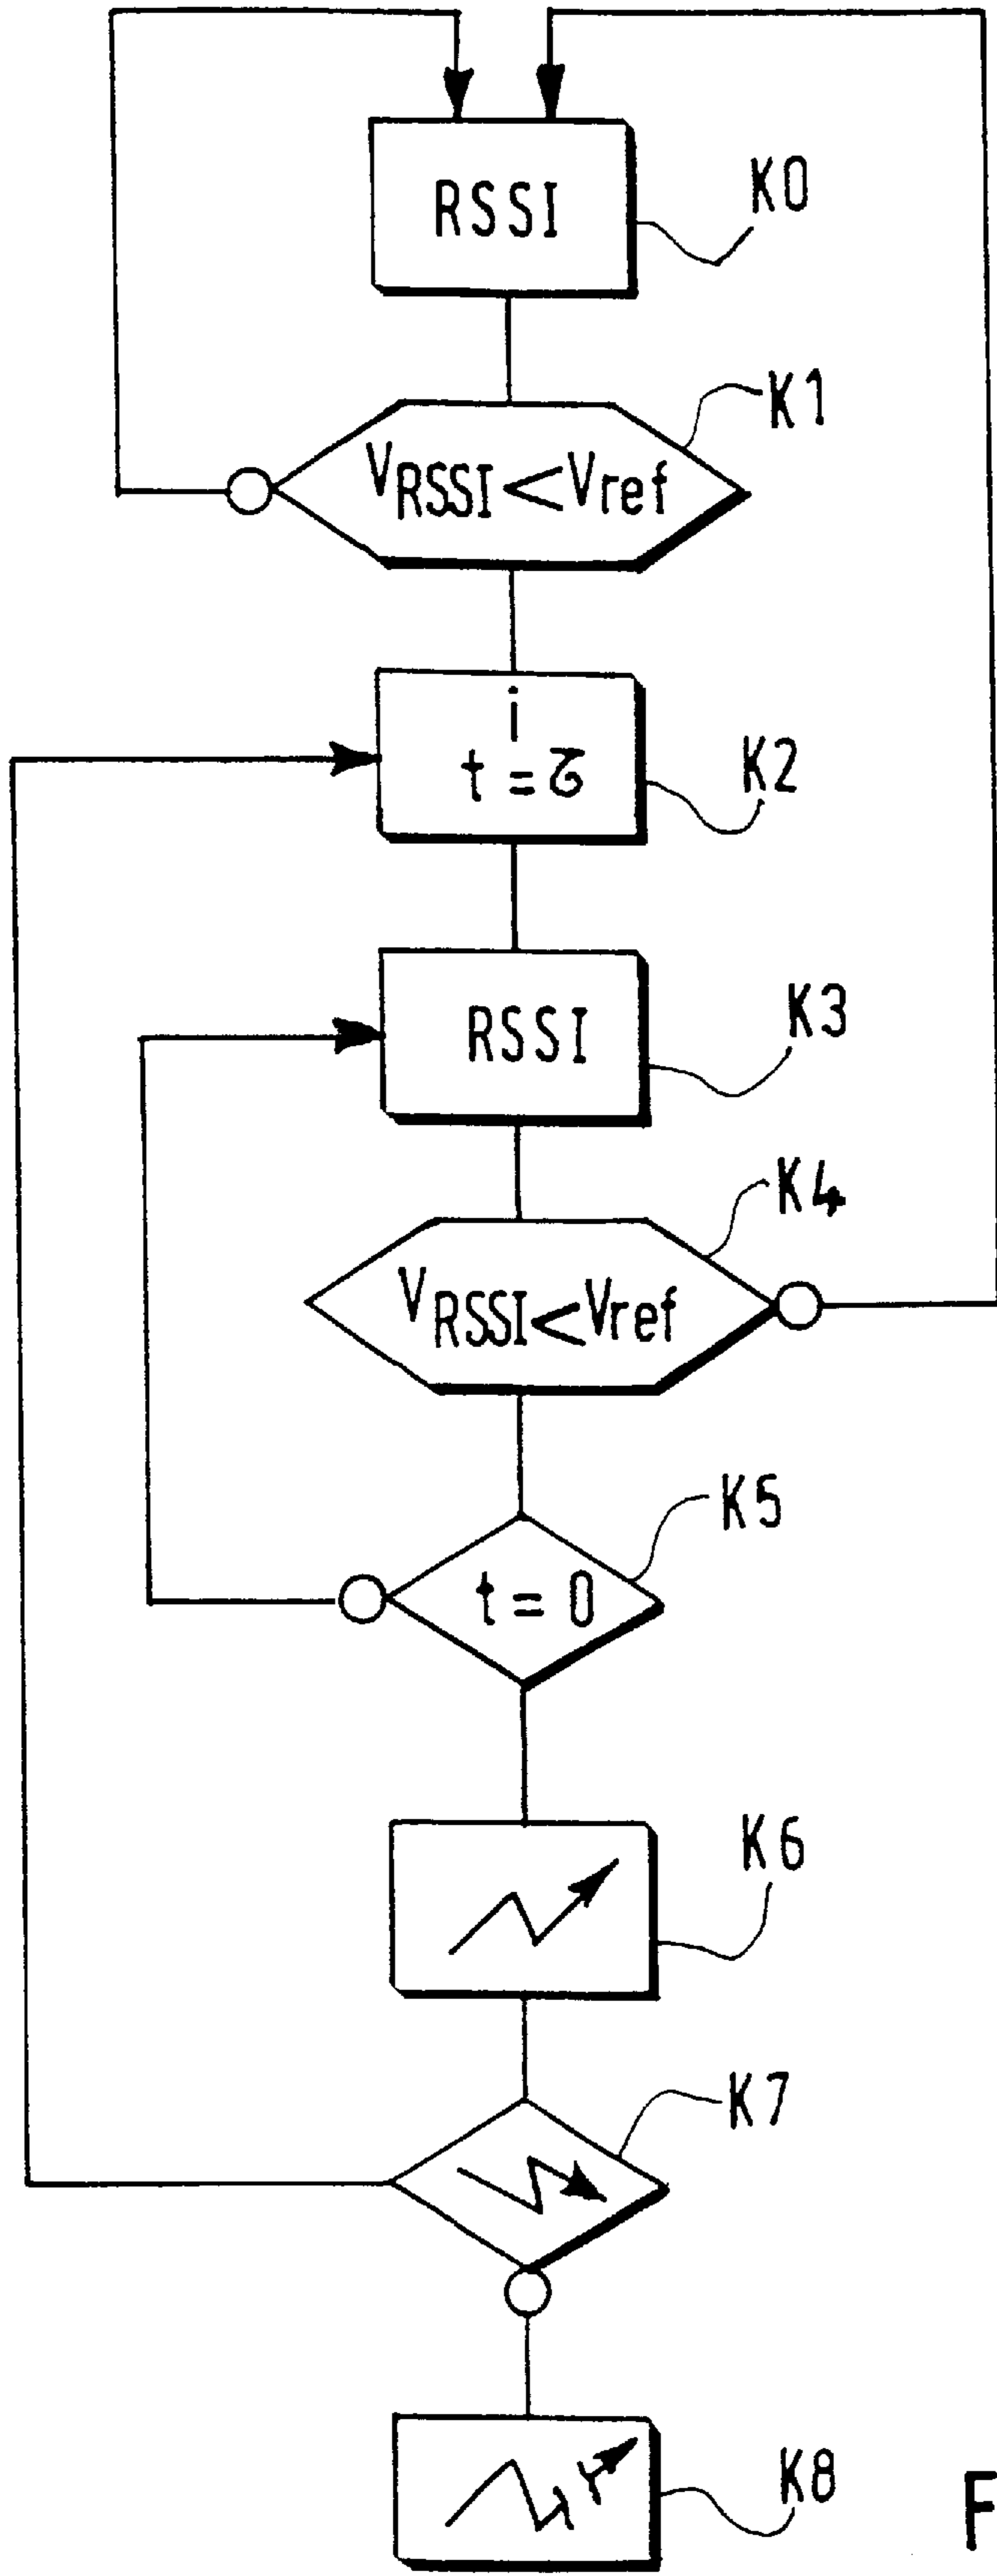 RSSI
K0
K1
VRSSI<Vref
i
t = 𝜏
K2
RSSI
K3
K4
VRSSI<Vref
K5
t = 0
K6
K7
K8
F